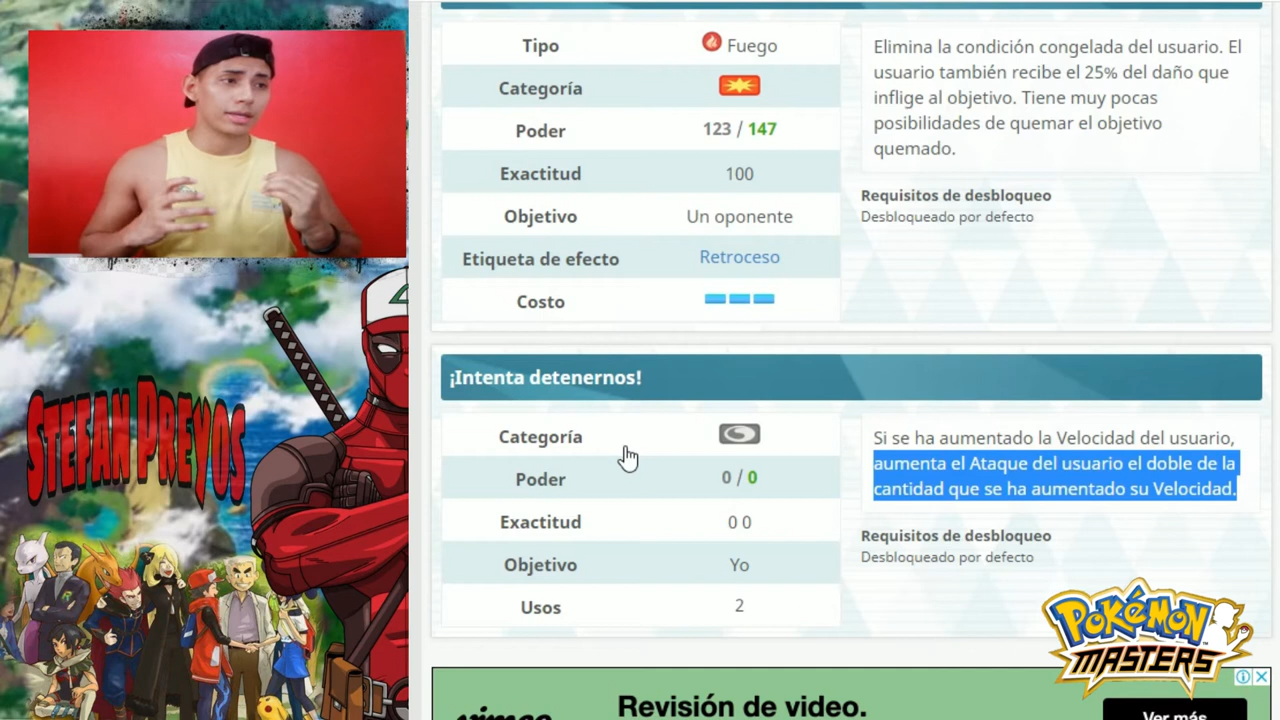 Tipo
Fuego
Categoría
Poder
123 / 147
Exactitud
100
Objetivo
Un oponente
Etiqueta de efecto
Retroceso
Costo
Elimina la condición congelada del usuario. El
usuario también recibe el 25% del daño que
inflige al objetivo. Tiene muy pocas
posibilidades de quemar el objetivo
quemado.
Requisitos de desbloqueo
Desbloqueado por defecto
¡Intenta detenernos!
Categoría
Poder
0 / 0
Exactitud
0 0
Objetivo
Yo
Usos
2
Si se ha aumentado la Velocidad del usuario,
aumenta el Ataque del usuario el doble de la
cantidad que se ha aumentado su Velocidad.
Requisitos de desbloqueo
Desbloqueado por defecto
STEFAN PREYOS
POKéMON
MASTERS
vimeo
Revisión de video.
Ver más